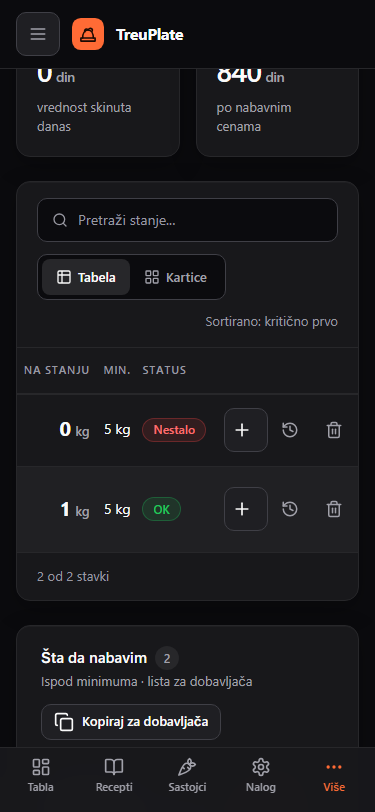 TreuPlate
0 din
840 din
vrednost skinuta
danas
po nabavnim
cenama
Pretraži stanje...
Tabela
Kartice
Sortirano: kritično prvo
NA STANJU MIN. STATUS
0 kg 5 kg Nestalo
1 kg 5 kg OK
2 od 2 stavki
Šta da nabavim 2
Ispod minimuma · lista za dobavljača
Kopiraj za dobavljača
Tabla Recepti Sastojci Nalog Više